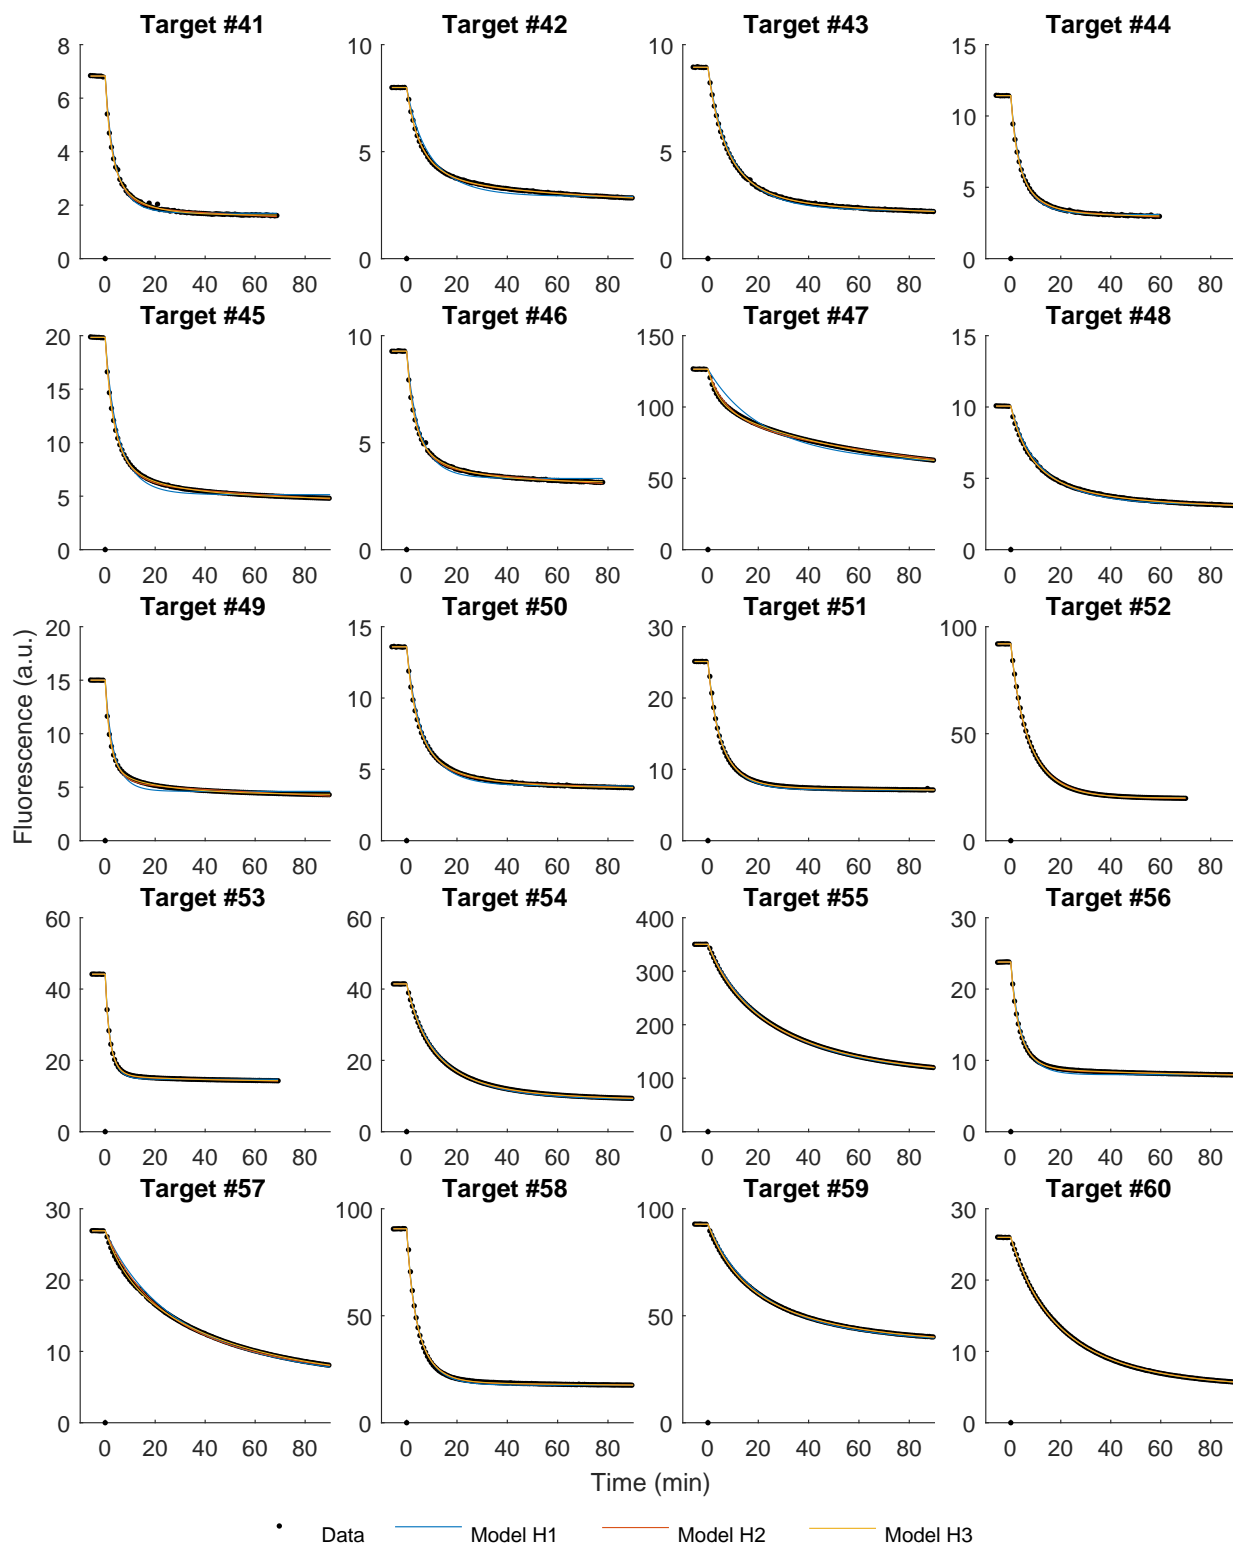 Target #41 Target #42 Target #43 Target #44
8 10 10 15
6 10
4 5 5
2 5
0 0 0 0
0 20 40 60 80 0 20 40 60 80 0 20 40 60 80 0 20 40 60 80
Target #45 Target #46 Target #47 Target #48
20 10 150 15
15 100 10
10 5
5 50 5
0 0 0 0
0 20 40 60 80 0 20 40 60 80 0 20 40 60 80 0 20 40 60 80
Target #49 Target #50 Target #51 Target #52
20 15 30 100
15 10 20
10 50
5 5 10
0 0 0 0
0 20 40 60 80 0 20 40 60 80 0 20 40 60 80 0 20 40 60 80
Fluorescence (a.u.)
Target #53 Target #54 Target #55 Target #56
60 60 400 30
40 40 300 20
200
20 20 100 10
0 0 0 0
0 20 40 60 80 0 20 40 60 80 0 20 40 60 80 0 20 40 60 80
Target #57 Target #58 Target #59 Target #60
30 100 100 30
20 20
50 50
10 10
0 0 0 0
0 20 40 60 80 0 20 40 60 80 0 20 40 60 80 0 20 40 60 80
Time (min)
Data Model H1 Model H2 Model H3